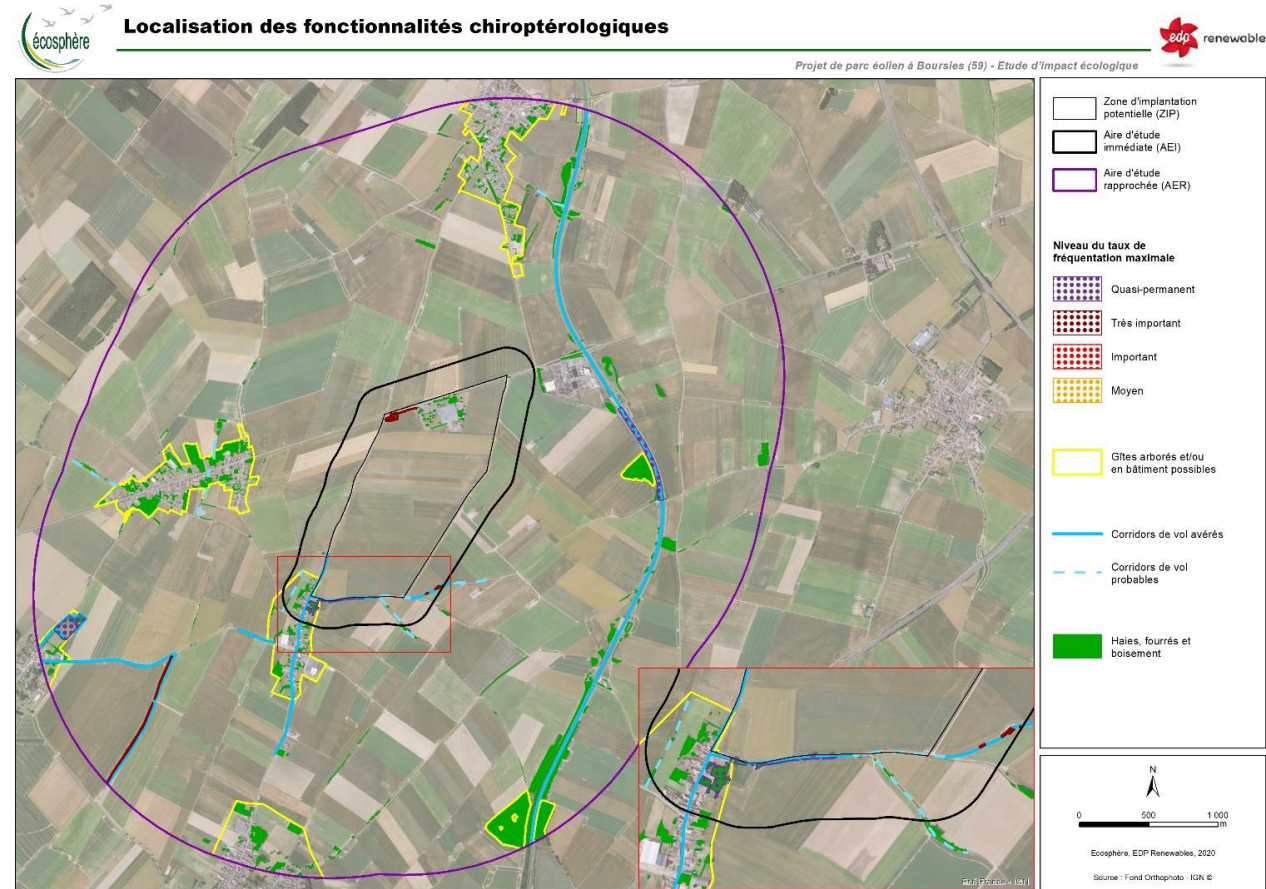 écosphère
Localisation des fonctionnalités chiroptérologiques
edp renewable
Projet de parc éolien à Boursies (59) - Etude d'impact écologique
Zone d'implantation
potentielle (ZIP)
Aire d'étude
immédiate (AEI)
Aire d'étude
rapprochée (AER)
Niveau du taux de
fréquentation maximale
Quasi-permanent
Très important
Important
Moyen
Gîtes arborés et/ou
en bâtiment possibles
Corridors de vol avérés
Corridors de vol
probables
Haies, fourrés et
boisement
N
0 500 1 000
m
Ecosphère, EDP Renewables, 2020
Source : Fond Orthophoto - IGN ©